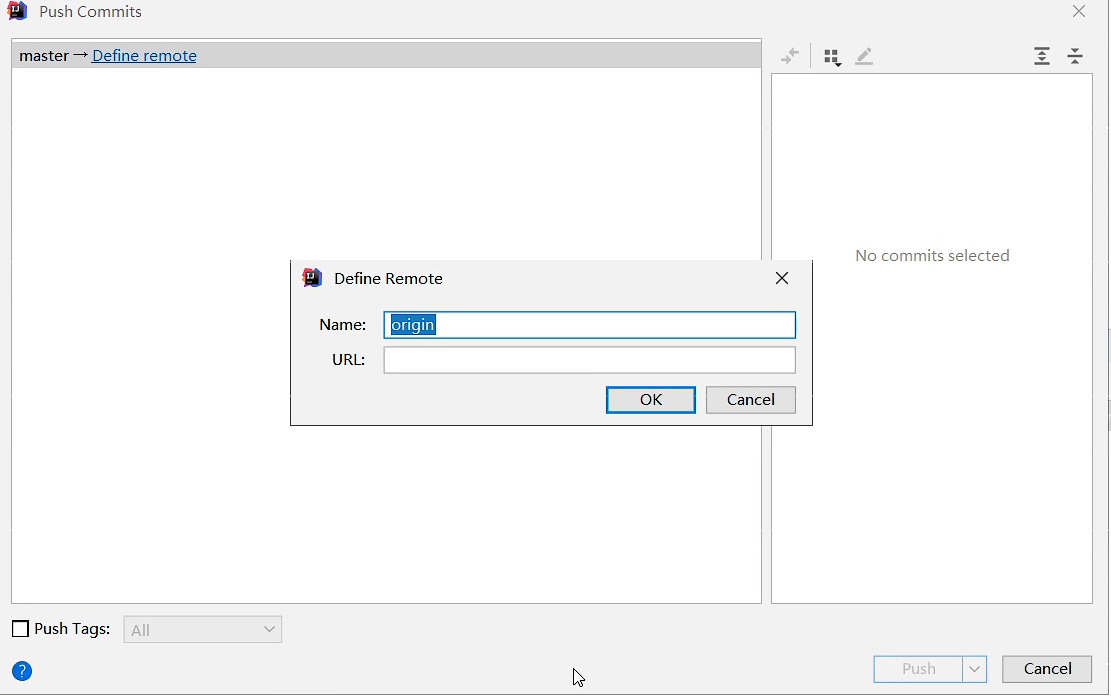 Push Commits
master → Define remote
No commits selected
Define Remote
Name: origin
URL:
OK Cancel
Push Tags: All
? Push Cancel